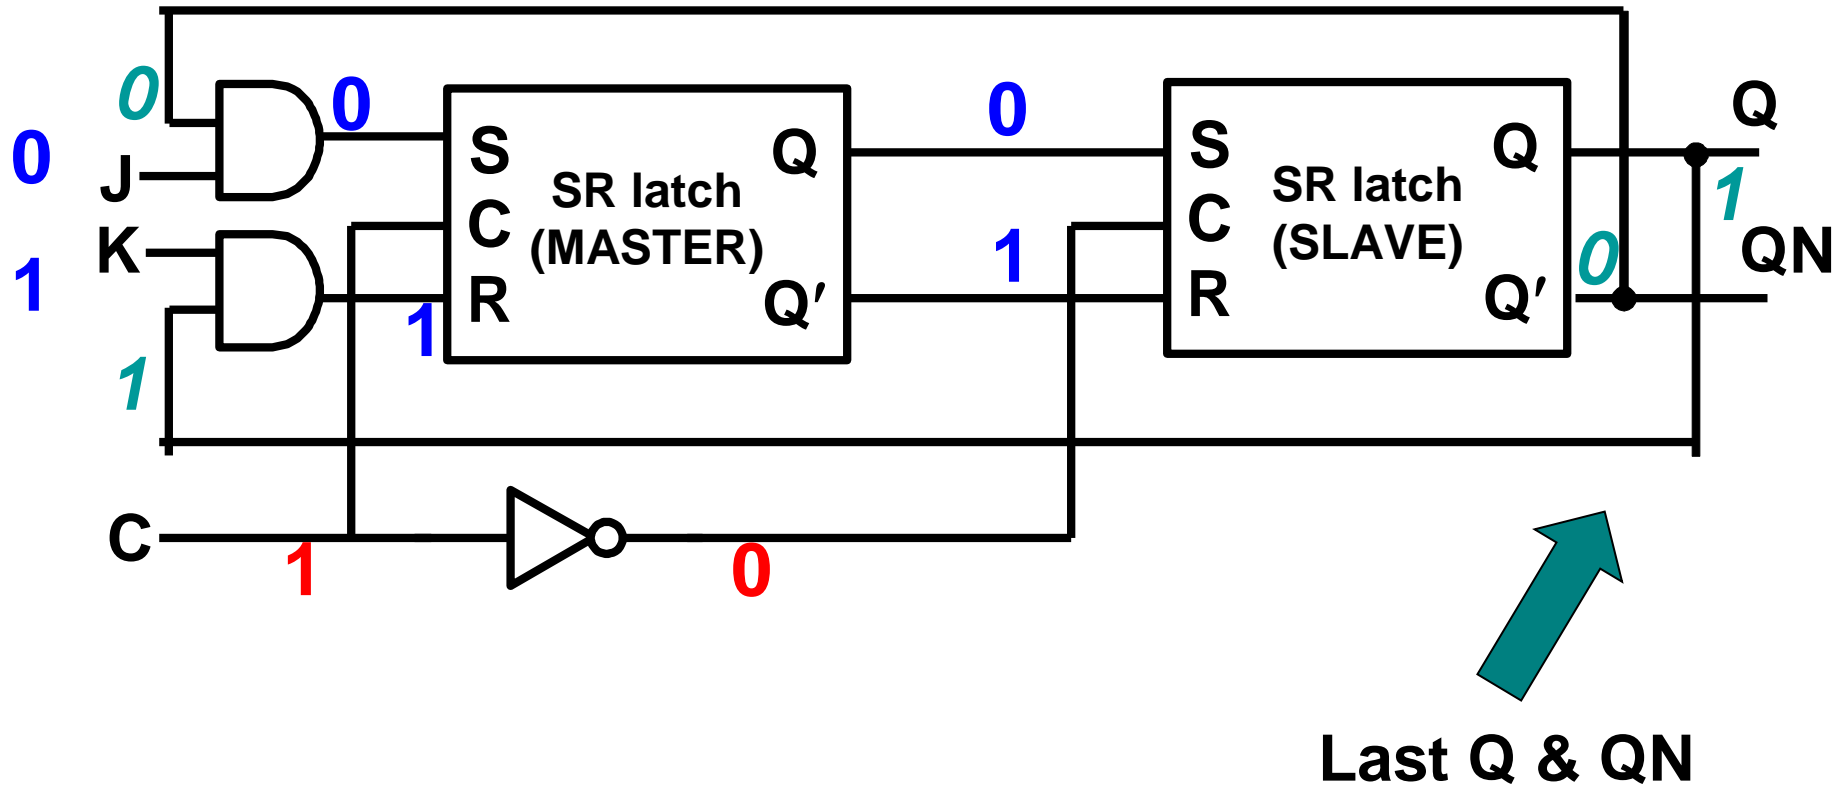 0 0 0 Q
0 J S Q S Q 1
SR latch SR latch
K C (MASTER) 1 C (SLAVE) 0 QN
1 1 R Q′ R Q′
1
C 1 0
Last Q & QN